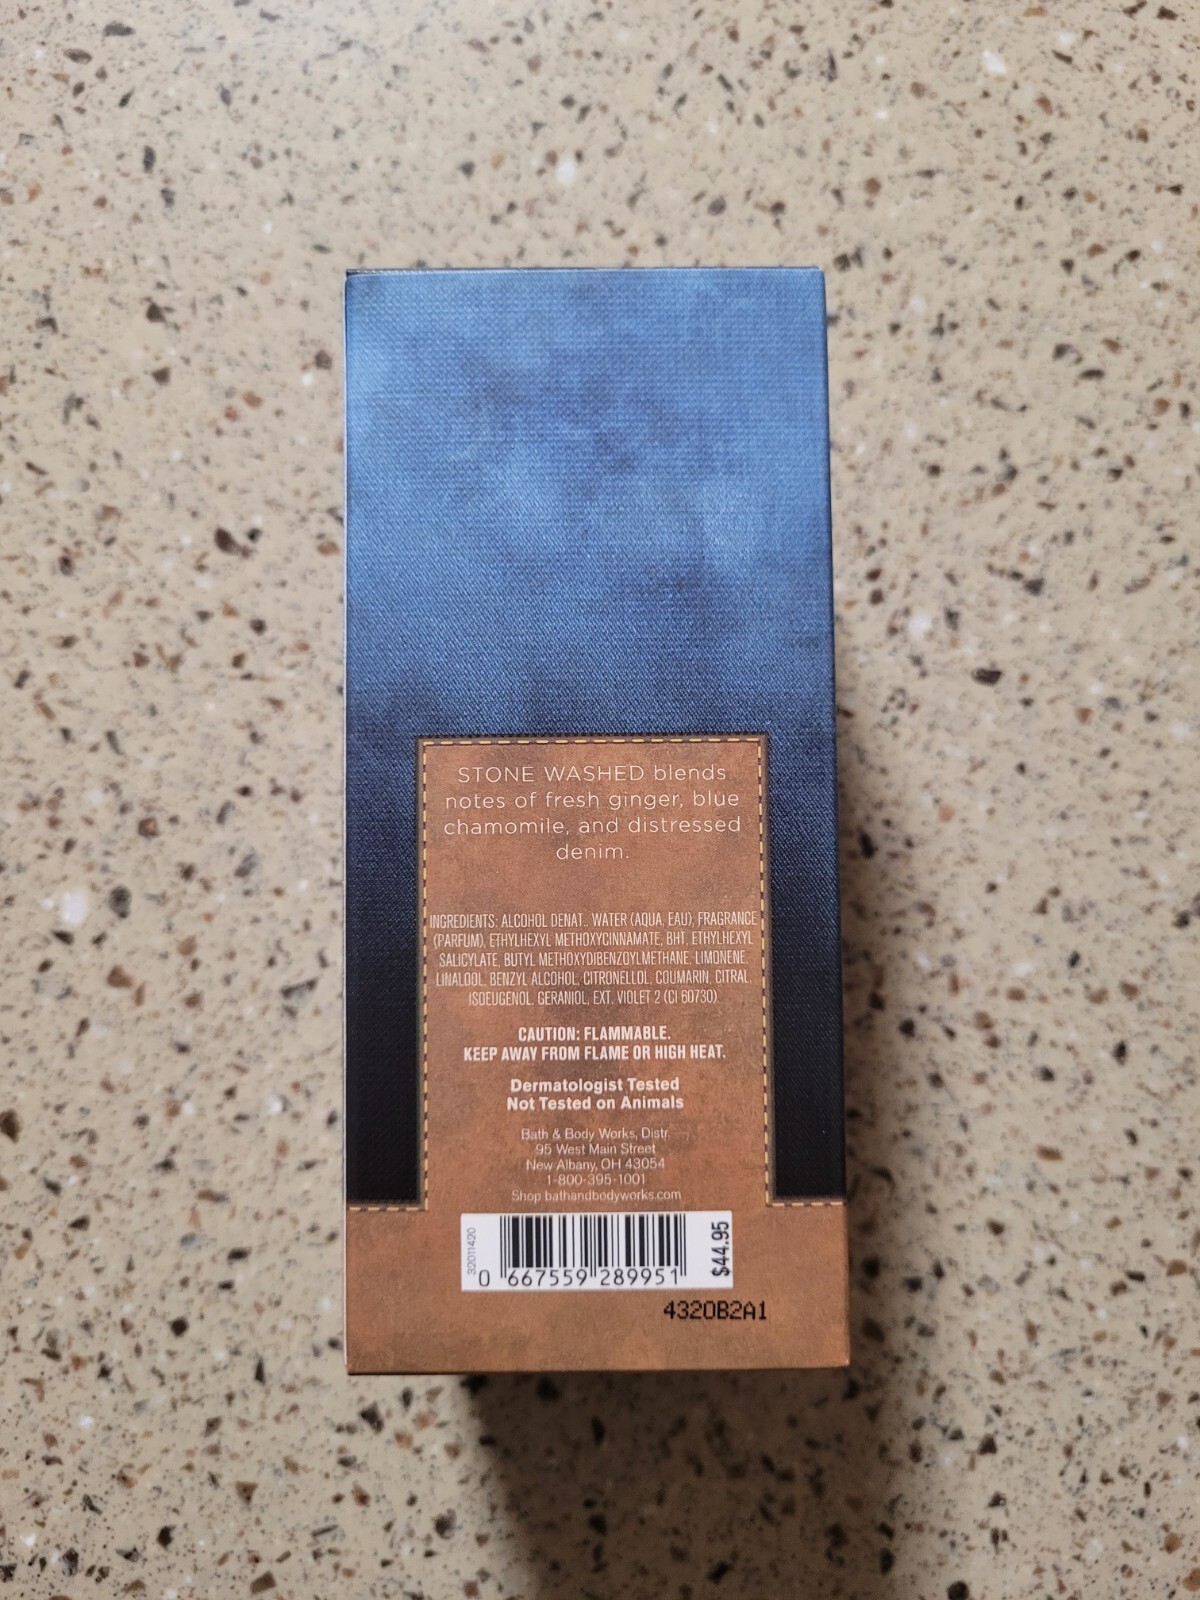 STONE WASHED blends
notes of fresh ginger, blue
chamomile, and distressed
denim.
INGREDIENTS: ALCOHOL DENAT., WATER (AQUA, EAU), FRAGRANCE
(PARFUM), ETHYLHEXYL METHOXYCINNAMATE, BHT, ETHYLHEXYL
SALICYLATE, BUTYL METHOXYDIBENZOYLMETHANE, LIMONENE,
LINALOOL, BENZYL ALCOHOL, CITRONELLOL, COUMARIN, CITRAL,
ISOEUGENOL, GERANIOL, EXT. VIOLET 2 (CI 60730).
CAUTION: FLAMMABLE.
KEEP AWAY FROM FLAME OR HIGH HEAT.
Dermatologist Tested
Not Tested on Animals
Bath & Body Works, Distr.
95 West Main Street
New Albany, OH 43054
1-800-395-1001
Shop bathandbodyworks.com
32011420
0 667559 289951
$44.95
4320B2A1